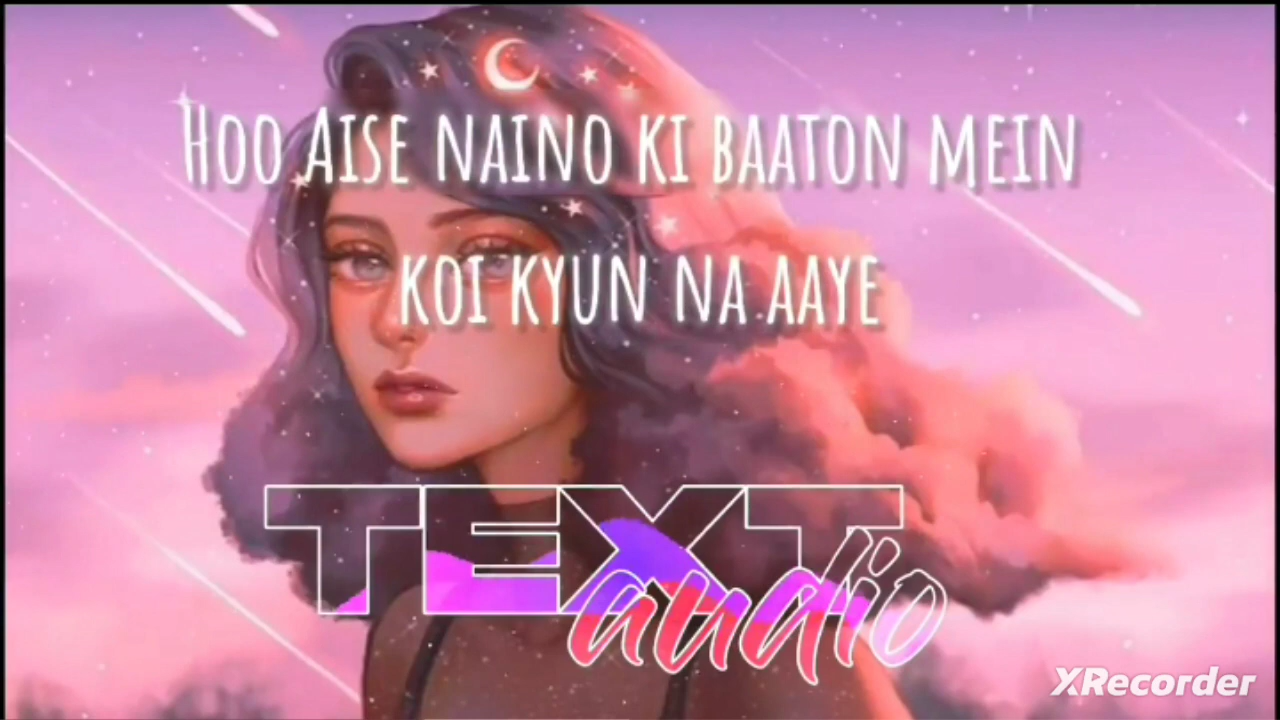 Hoo Aise naino ki baaton mein
koi kyun na aaye
TEXT
audio
XRecorder